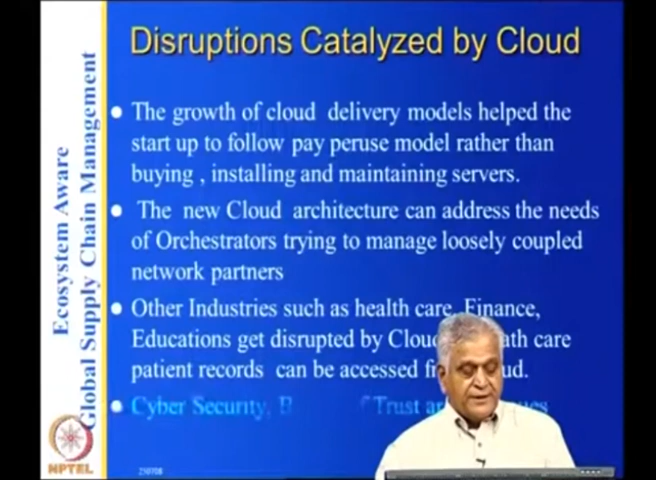 Disruptions Catalyzed by Cloud
The growth of cloud delivery models helped the
start up to follow pay peruse model rather than
buying , installing and maintaining servers.
The new Cloud architecture can address the needs
of Orchestrators trying to manage loosely coupled
network partners
Other Industries such as health care, Finance,
Educations get disrupted by care
patient records can be accessed
Cyber Security, Trust
Ecosystem Aware
Global Supply Chain Management
NPTEL